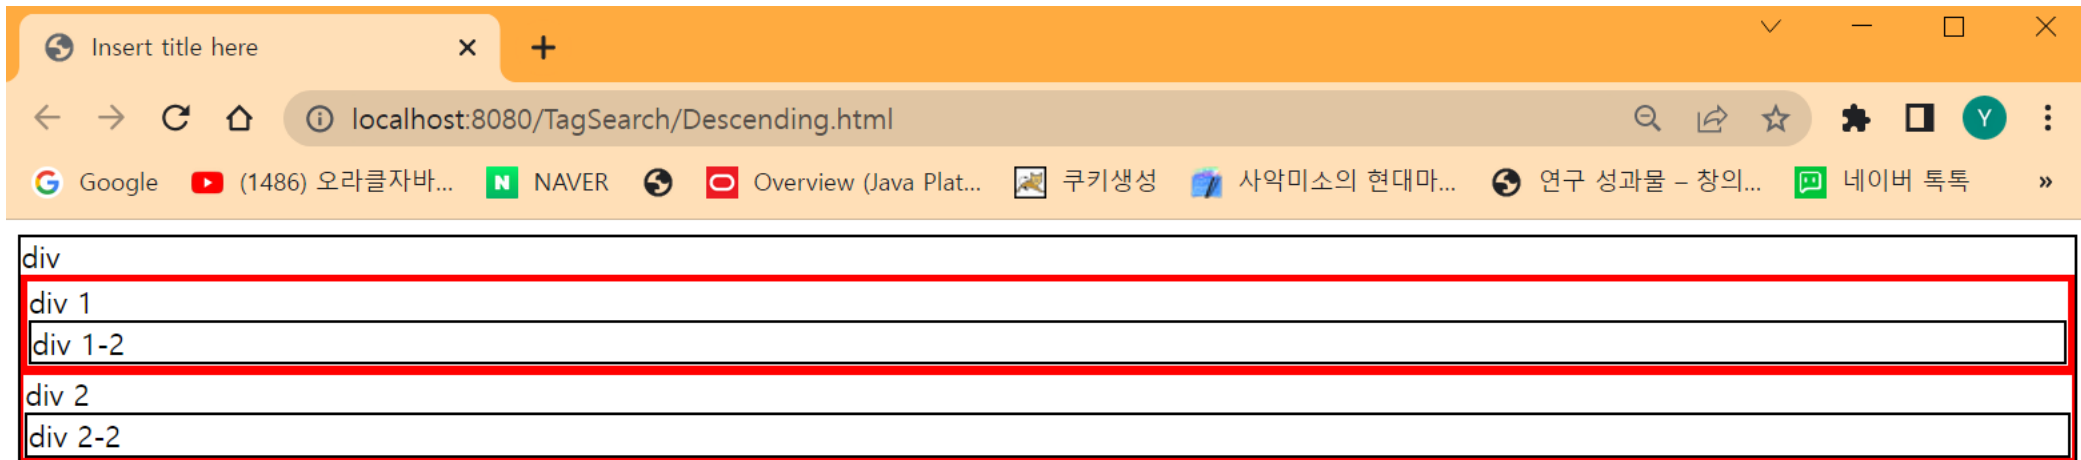 Insert title here
localhost:8080/TagSearch/Descending.html
Y
Google (1486) 오라클자바... NAVER Overview (Java Plat... 쿠키생성 사악미소의 현대마... 연구 성과물 – 창의... 네이버 톡톡 »
div
div 1
div 1-2
div 2
div 2-2